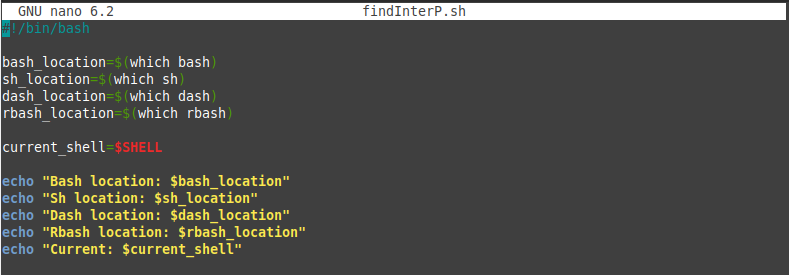 GNU nano 6.2 findInterP.sh
#!/bin/bash
bash_location=$(which bash)
sh_location=$(which sh)
dash_location=$(which dash)
rbash_location=$(which rbash)
current_shell=$SHELL
echo "Bash location: $bash_location"
echo "Sh location: $sh_location"
echo "Dash location: $dash_location"
echo "Rbash location: $rbash_location"
echo "Current: $current_shell"